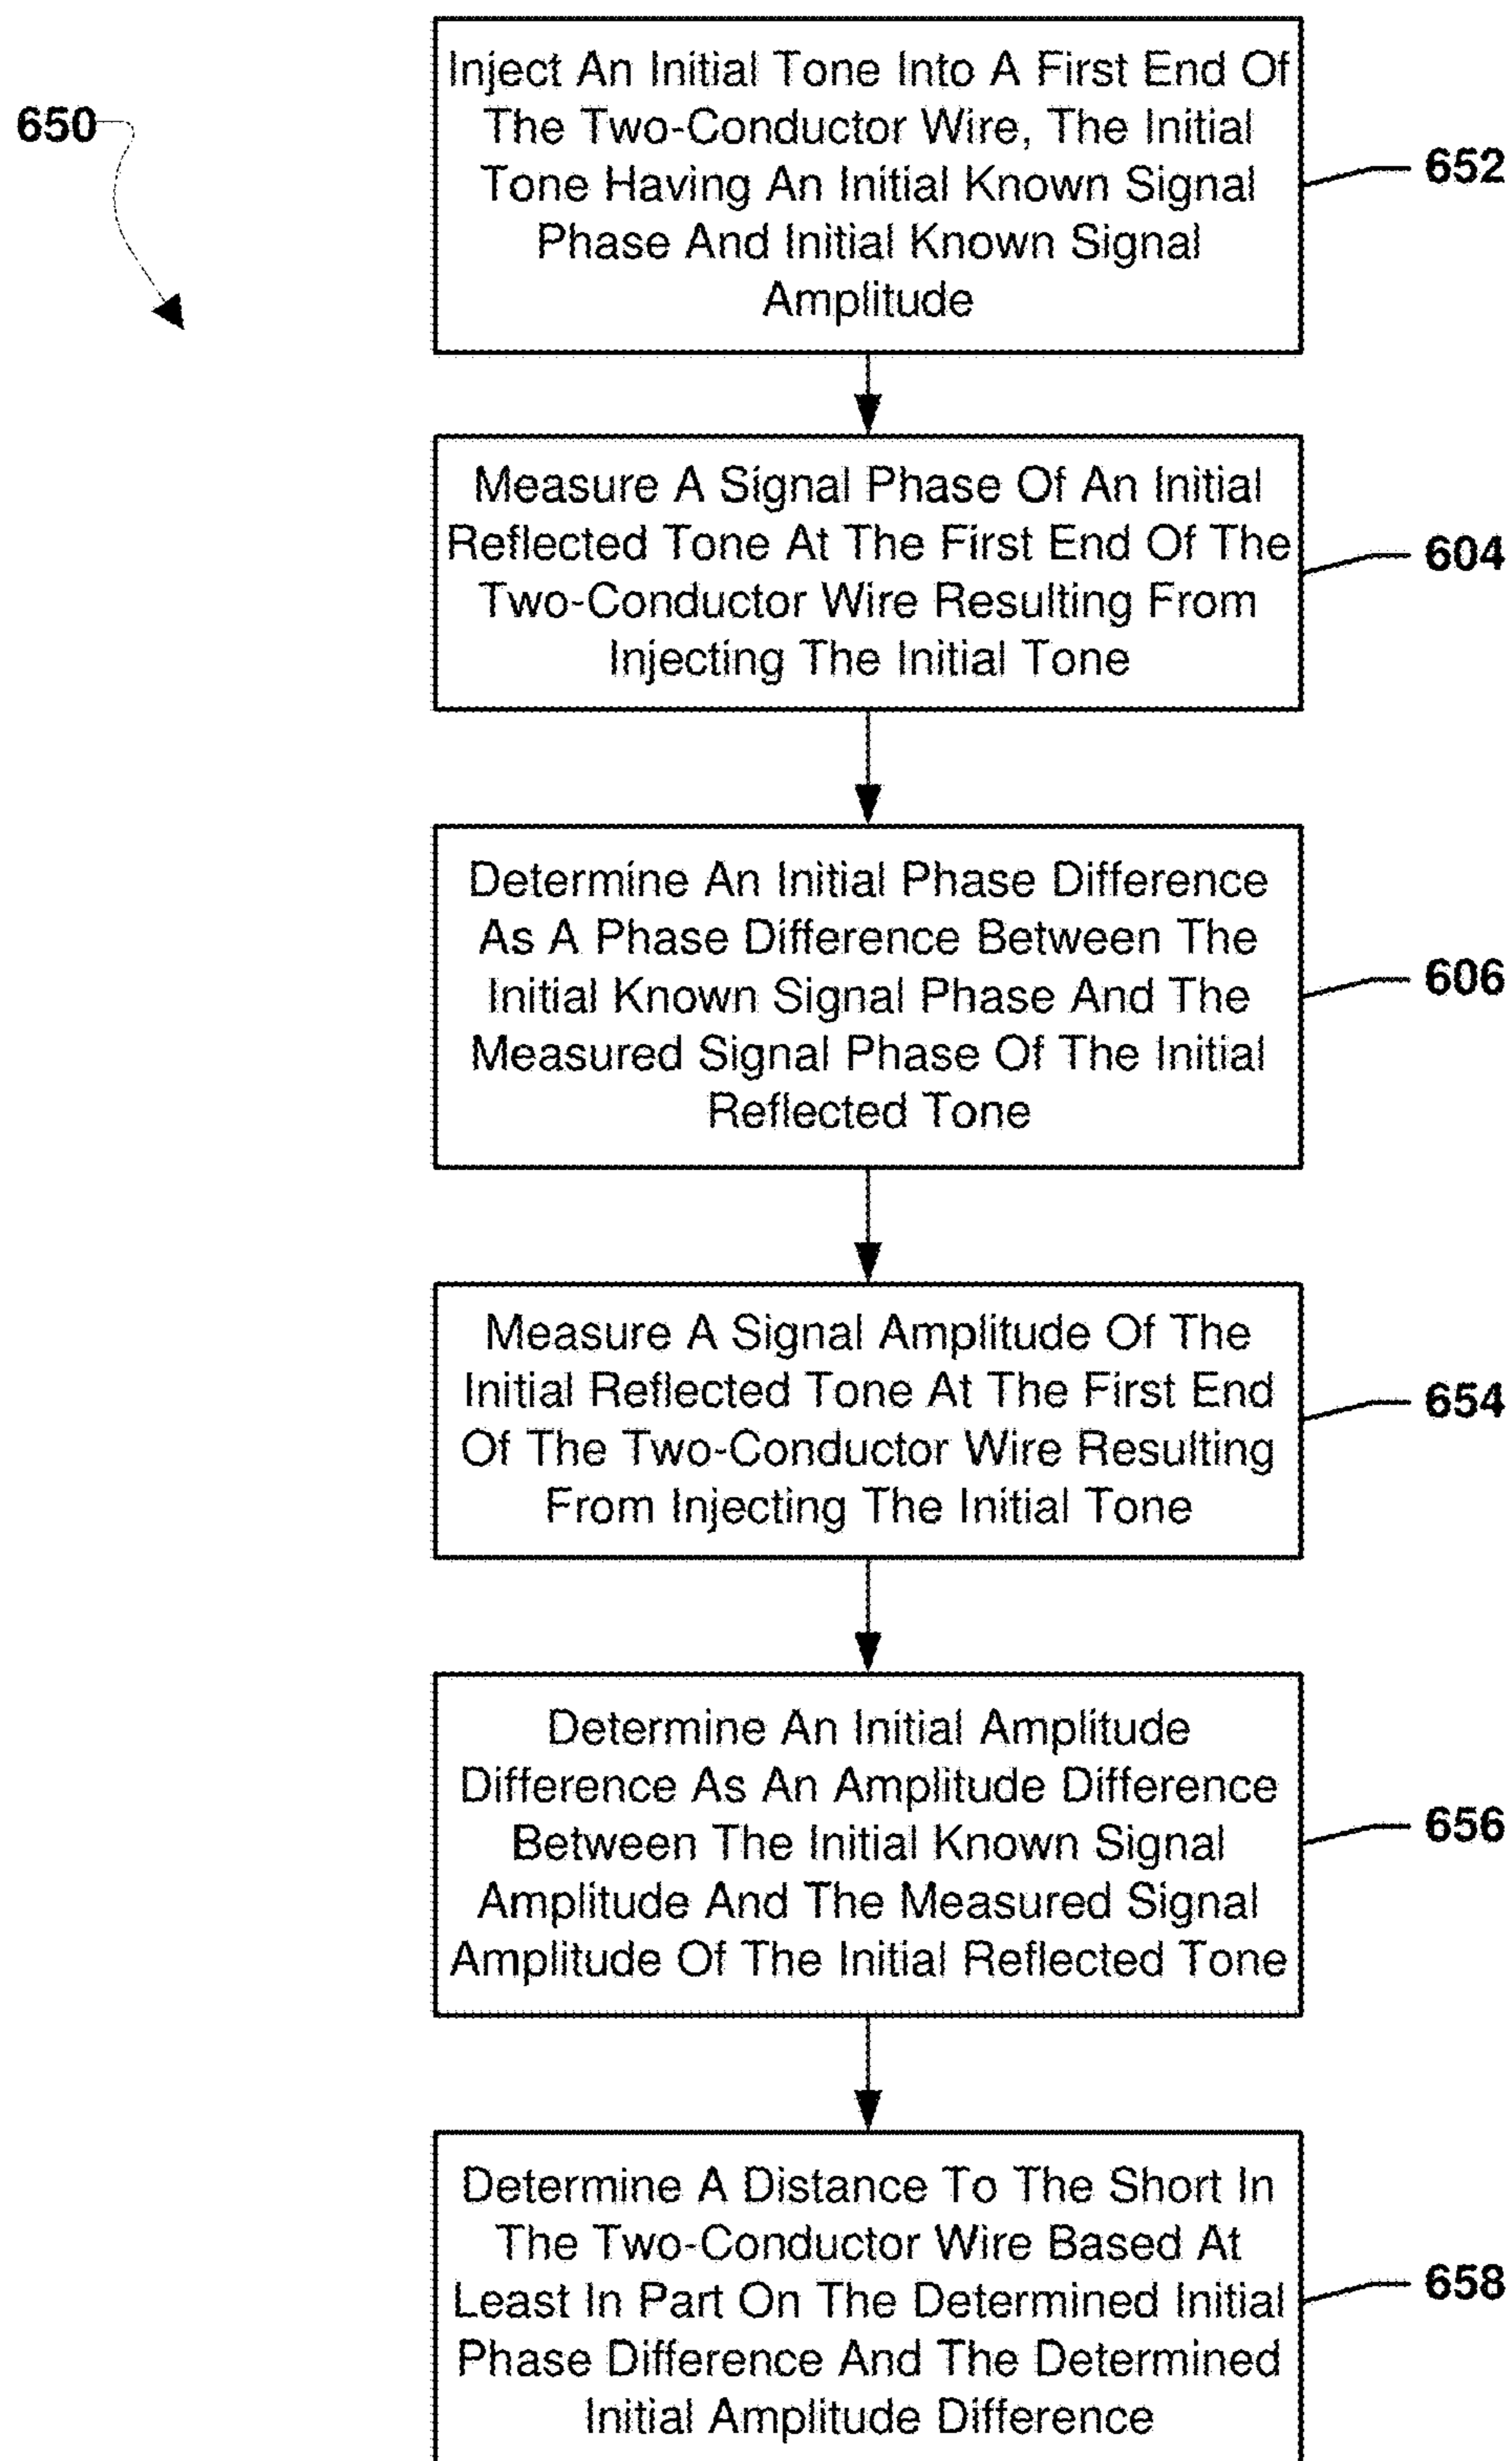 650
Inject An Initial Tone Into A First End Of
The Two-Conductor Wire, The Initial
Tone Having An Initial Known Signal
Phase And Initial Known Signal
Amplitude
652
Measure A Signal Phase Of An Initial
Reflected Tone At The First End Of The
Two-Conductor Wire Resulting From
Injecting The Initial Tone
604
Determine An Initial Phase Difference
As A Phase Difference Between The
Initial Known Signal Phase And The
Measured Signal Phase Of The Initial
Reflected Tone
606
Measure A Signal Amplitude Of The
Initial Reflected Tone At The First End
Of The Two-Conductor Wire Resulting
From Injecting The Initial Tone
654
Determine An Initial Amplitude
Difference As An Amplitude Difference
Between The Initial Known Signal
Amplitude And The Measured Signal
Amplitude Of The Initial Reflected Tone
656
Determine A Distance To The Short In
The Two-Conductor Wire Based At
Least In Part On The Determined Initial
Phase Difference And The Determined
Initial Amplitude Difference
658